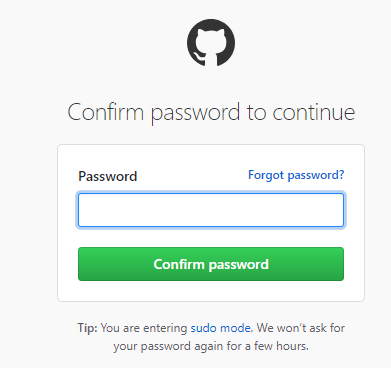 Confirm password to continue
Password
Forgot password?
Confirm password
Tip: You are entering sudo mode. We won't ask for
your password again for a few hours.